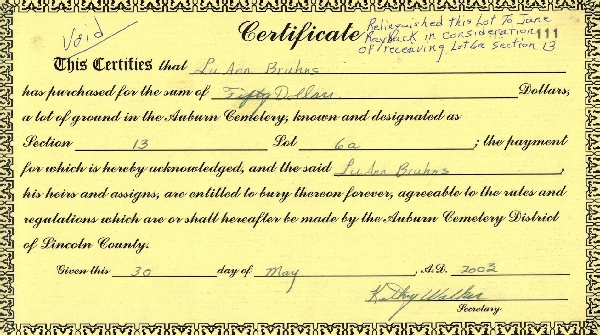 Void
Certificate
Relinquished this Lot To June
Rayback in consideration
of receiving Lot 6a section 13
111
This Certifies that LuAnn Bruhns
has purchased for the sum of Fifty Dollars Dollars,
a lot of ground in the Auburn Cemetery, known and designated as
Section 13 Lot 6a ; the payment
for which is hereby acknowledged, and the said LuAnn Bruhns
his heirs and assigns, are entitled to bury thereon forever, agreeable to the rules and
regulations which are or shall hereafter be made by the Auburn Cemetery District
of Lincoln County.
Given this 30 day of May , A.D. 2002
Kathy Walker
Secretary.